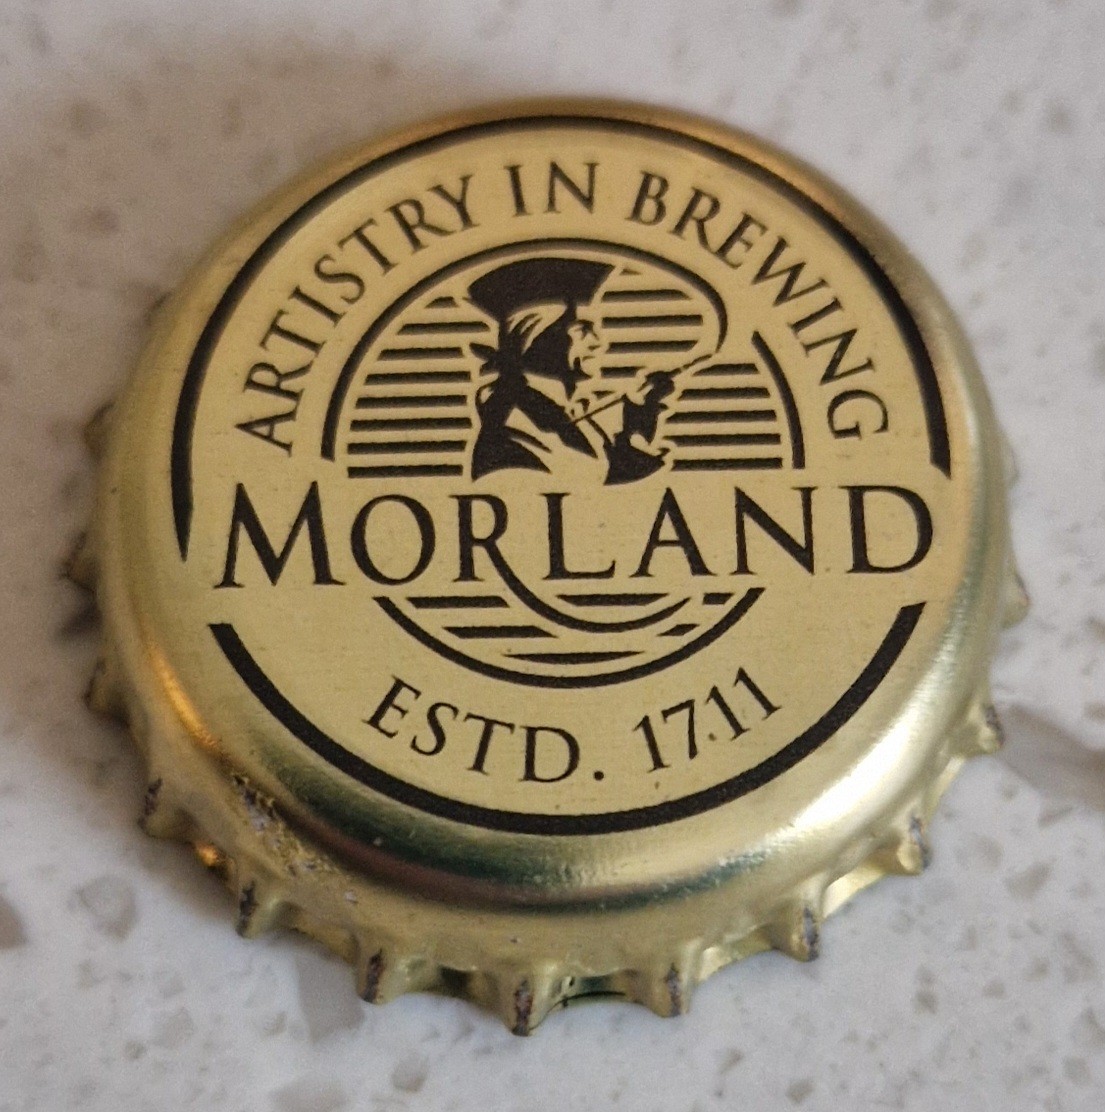 ARTISTRY IN BREWING
MORLAND
ESTD. 1711